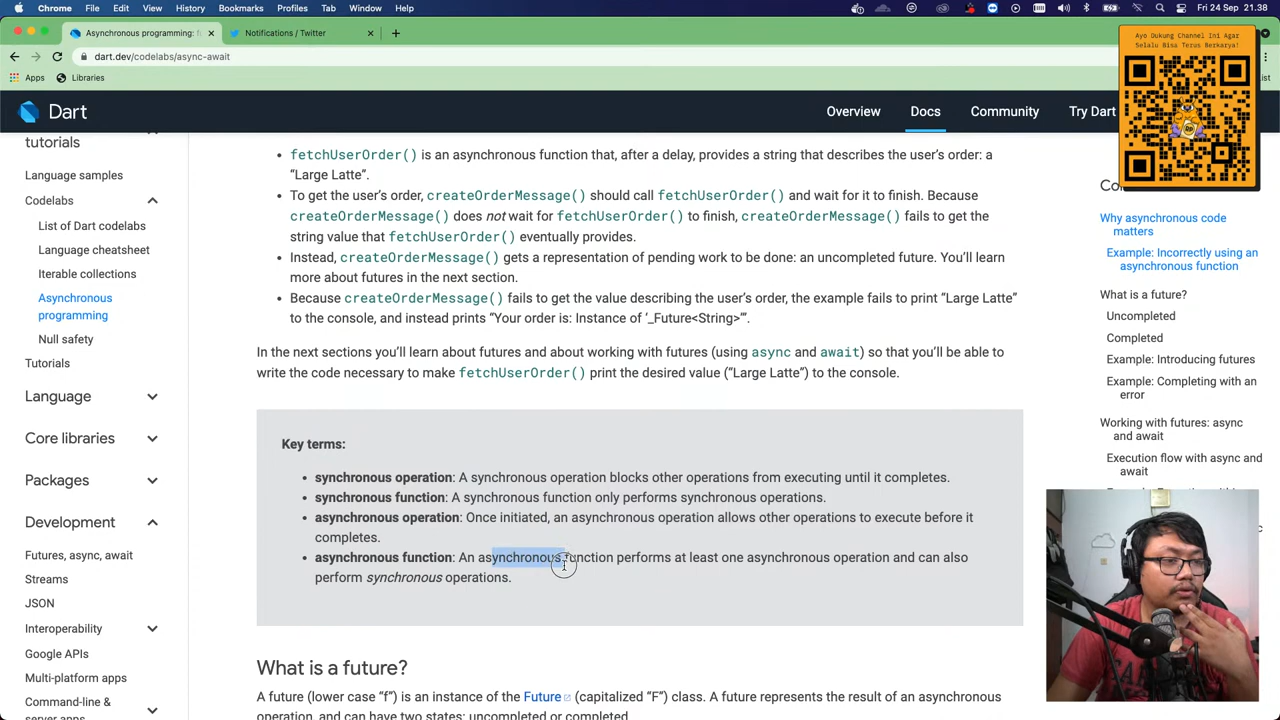 Chrome File Edit View History Bookmarks Profiles Tab Window Help Fri 24 Sep 21.38
Asynchronous programming: f
Notifications / Twitter
dart.dev/codelabs/async-await
Apps Libraries
Ayo Dukung Channel Ini Agar
Selalu Bisa Terus Berkarya!
Dart
Overview Docs Community Try Dart
tutorials
Language samples
Codelabs
List of Dart codelabs
Language cheatsheet
Iterable collections
Asynchronous
programming
Null safety
Tutorials
Language
Core libraries
Packages
Development
Futures, async, await
Streams
JSON
Interoperability
Google APIs
Multi-platform apps
Command-line &
server apps
• fetchUserOrder() is an asynchronous function that, after a delay, provides a string that describes the user’s order: a
“Large Latte”.
• To get the user’s order, createOrderMessage() should call fetchUserOrder() and wait for it to finish. Because
createOrderMessage() does not wait for fetchUserOrder() to finish, createOrderMessage() fails to get the
string value that fetchUserOrder() eventually provides.
• Instead, createOrderMessage() gets a representation of pending work to be done: an uncompleted future. You’ll learn
more about futures in the next section.
• Because createOrderMessage() fails to get the value describing the user’s order, the example fails to print “Large Latte”
to the console, and instead prints “Your order is: Instance of ‘_Future<String>’”.
In the next sections you’ll learn about futures and about working with futures (using async and await) so that you’ll be able to
write the code necessary to make fetchUserOrder() print the desired value (“Large Latte”) to the console.
Key terms:
• synchronous operation: A synchronous operation blocks other operations from executing until it completes.
• synchronous function: A synchronous function only performs synchronous operations.
• asynchronous operation: Once initiated, an asynchronous operation allows other operations to execute before it
completes.
• asynchronous function: An asynchronous function performs at least one asynchronous operation and can also
perform synchronous operations.
What is a future?
A future (lower case “f”) is an instance of the Future (capitalized “F”) class. A future represents the result of an asynchronous
operation, and can have two states: uncompleted or completed.
Why asynchronous code
matters
Example: Incorrectly using an
asynchronous function
What is a future?
Uncompleted
Completed
Example: Introducing futures
Example: Completing with an
error
Working with futures: async
and await
Execution flow with async and
await